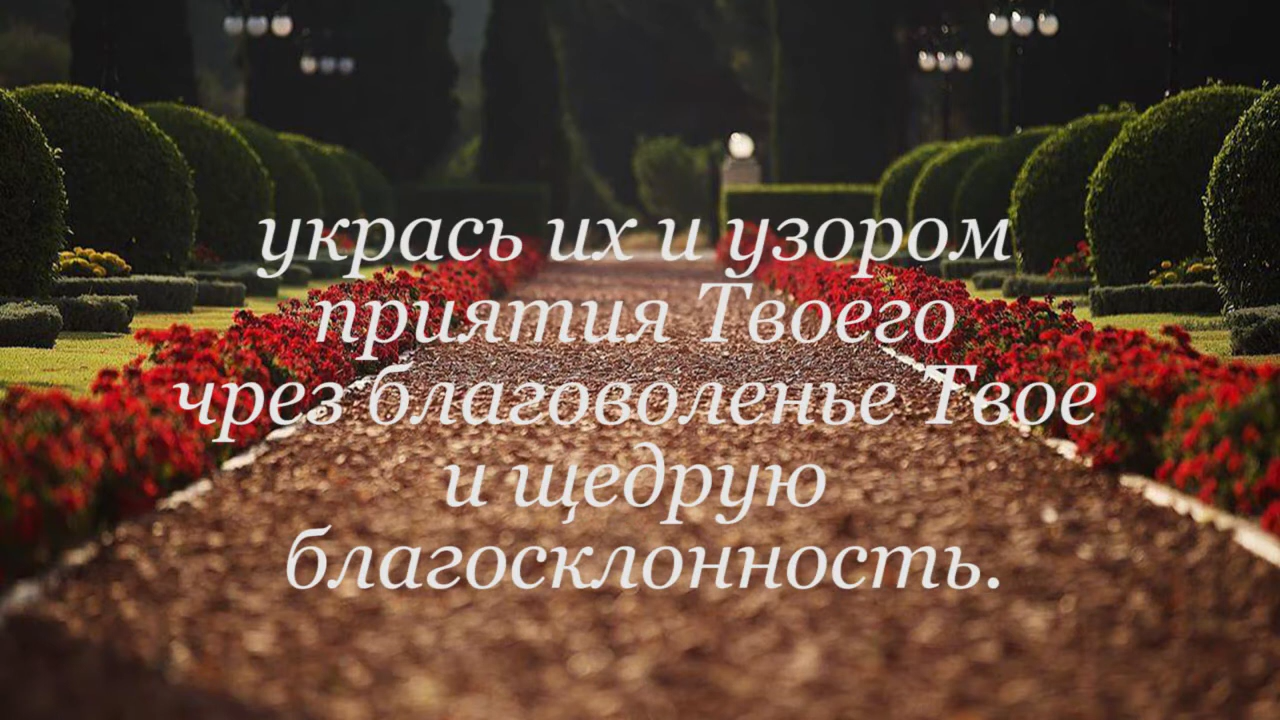 укрась их и узором
приятия Твоего
чрез благоволенье Твое
и щедрую
благосклонность.